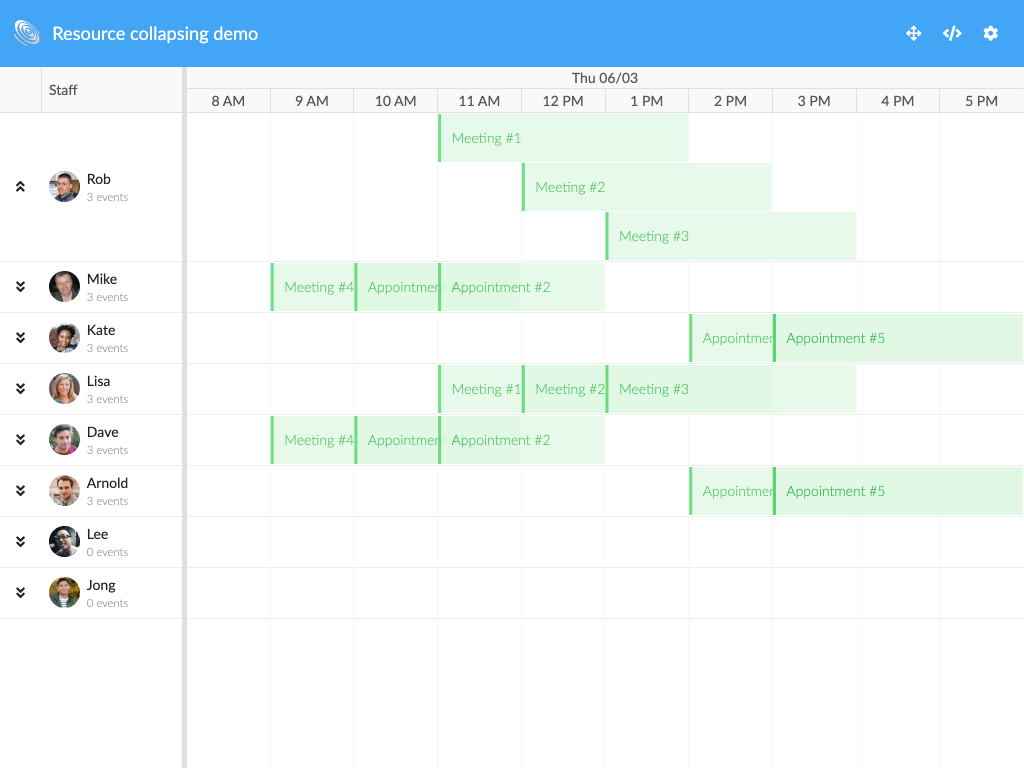 Resource collapsing demo
Staff
Thu 06/03
8 AM 9 AM 10 AM 11 AM 12 PM 1 PM 2 PM 3 PM 4 PM 5 PM
Meeting #1
Rob
3 events
Meeting #2
Meeting #3
Mike
3 events
Meeting #4 Appointmen Appointment #2
Kate
3 events
Appointmen Appointment #5
Lisa
3 events
Meeting #1 Meeting #2 Meeting #3
Dave
3 events
Meeting #4 Appointmen Appointment #2
Arnold
3 events
Appointmen Appointment #5
Lee
0 events
Jong
0 events